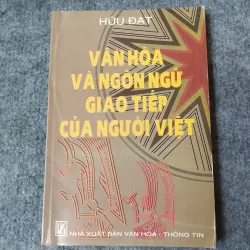 HỮU ĐẠT
VĂN HÓA
VÀ NGÔN NGỮ
GIAO TIẾP
CỦA NGƯỜI VIỆT
NHÀ XUẤT BẢN VĂN HÓA - THÔNG TIN